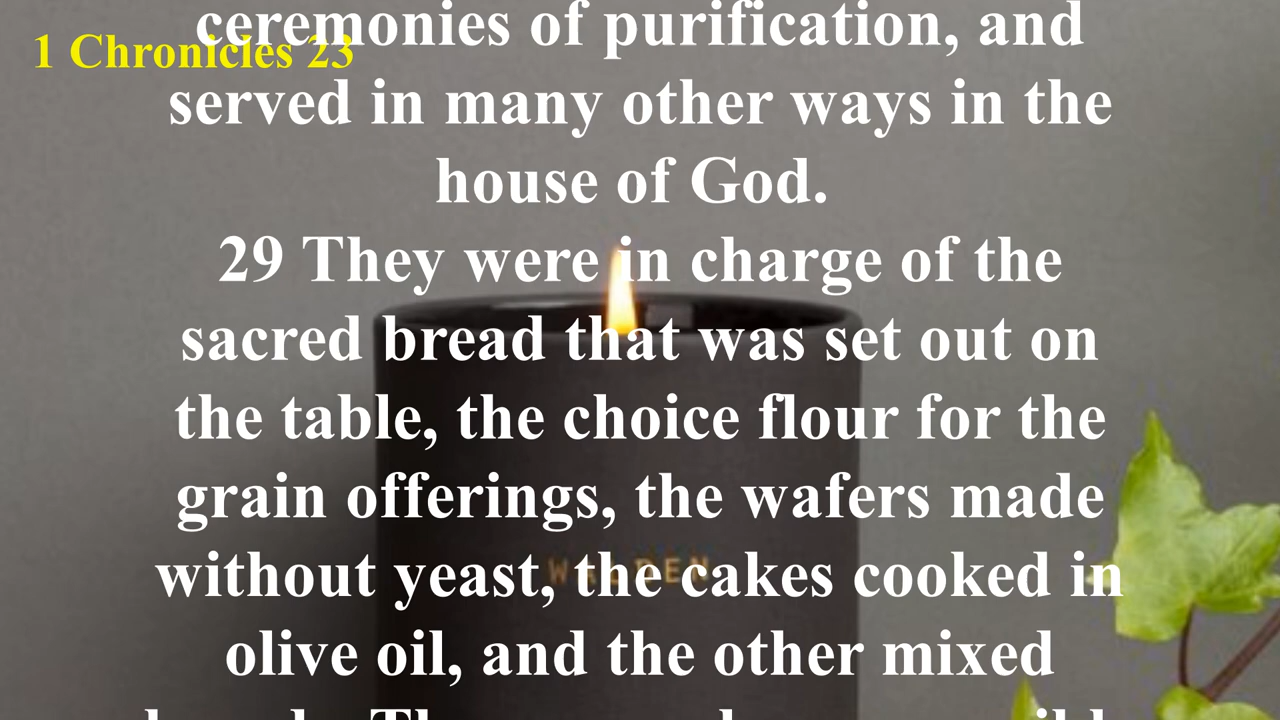 ceremonies of purification, and
1 Chronicles 23
served in many other ways in the
house of God.
29 They were in charge of the
sacred bread that was set out on
the table, the choice flour for the
grain offerings, the wafers made
without yeast, the cakes cooked in
olive oil, and the other mixed